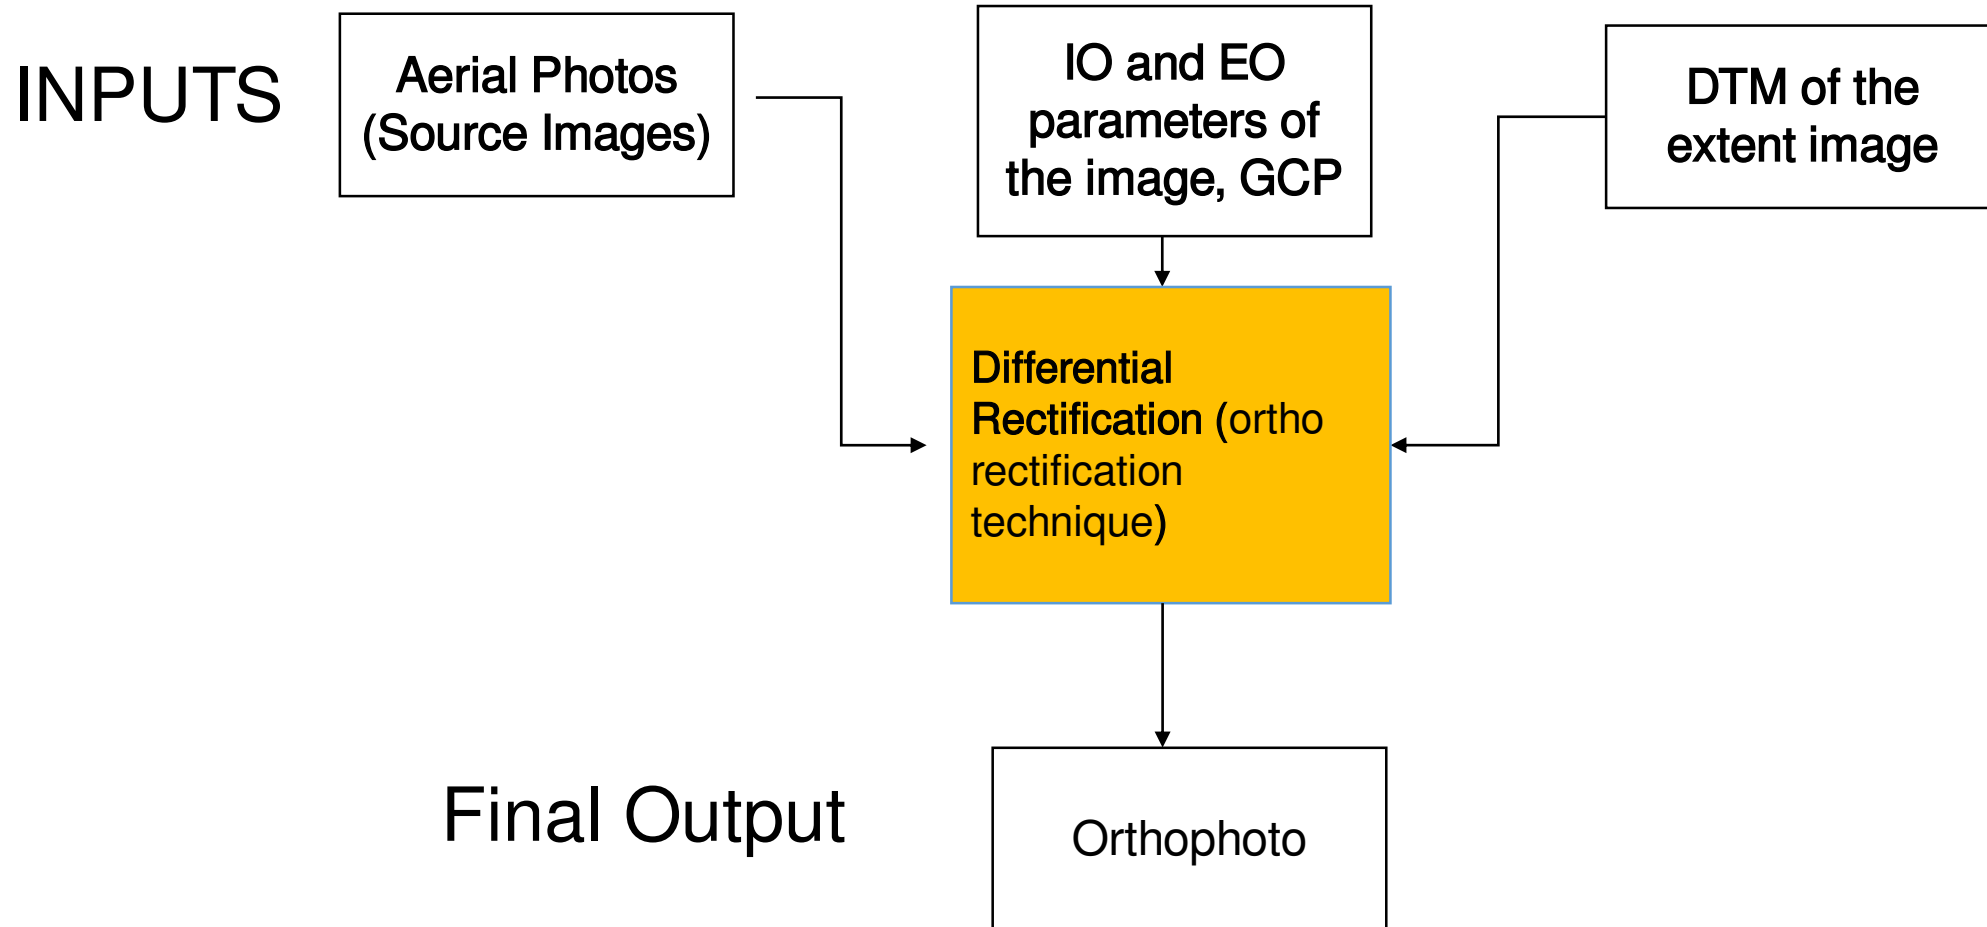 INPUTS
Aerial Photos
(Source Images)
IO and EO
parameters of
the image, GCP
DTM of the
extent image
Differential
Rectification (ortho
rectification
technique)
Final Output
Orthophoto